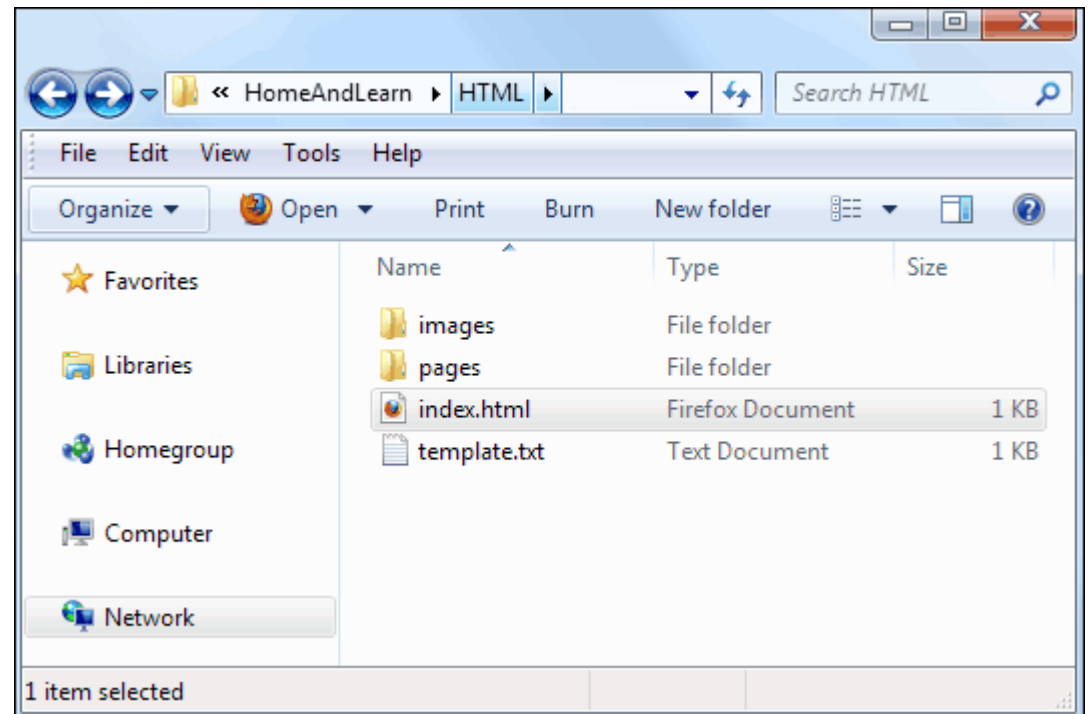 « HomeAndLearn HTML Search HTML
File Edit View Tools Help
Organize Open Print Burn New folder
Name Type Size
Favorites
images File folder
Libraries
pages File folder
index.html Firefox Document 1 KB
Homegroup
template.txt Text Document 1 KB
Computer
Network
1 item selected